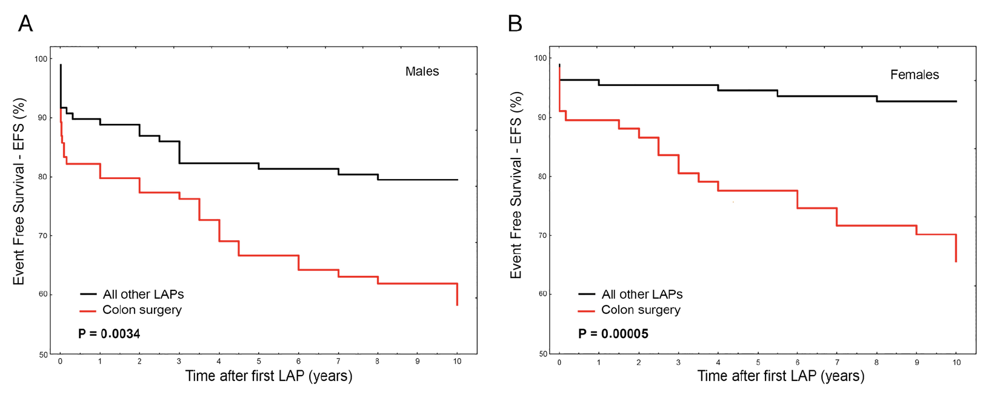 A
Males
Event Free Survival - EFS (%)
100
90
80
70
60
50
All other LAPs
Colon surgery
P = 0.0034
0 1 2 3 4 5 6 7 8 9 10
Time after first LAP (years)
B
Females
Event Free Survival - EFS (%)
100
90
80
70
60
50
All other LAPs
Colon surgery
P = 0.00005
0 1 2 3 4 5 6 7 8 9 10
Time after first LAP (years)